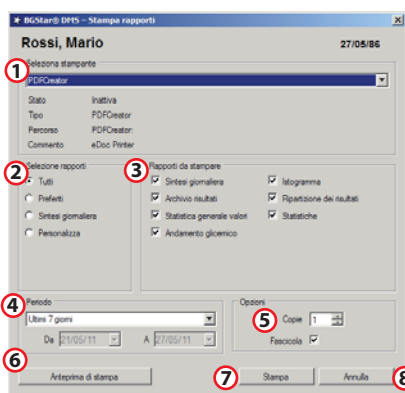 BGStar® DMS – Stampa rapporti
Rossi, Mario 27/05/86
1 Seleziona stampante
PDFCreator
Stato Inattiva
Tipo PDFCreator
Percorso PDFCreator:
Commento eDoc Printer
2 Selezione rapporti 3 Rapporti da stampare
Tutti Sintesi giornaliera Istogramma
Preferiti Archivio risultati Ripartizione dei risultati
Sintesi giornaliera Statistica generale valori Statistiche
Personalizza Andamento glicemico
4 Periodo Opzioni
Ultimi 7 giorni 5 Copie 1
Da 21/05/11 A 27/05/11 Fascicola
6 Anteprima di stampa 7 Stampa Annulla 8